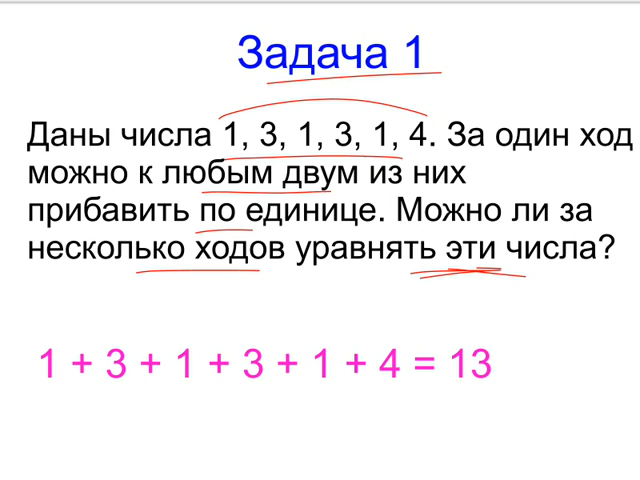 Задача 1
Даны числа 1, 3, 1, 3, 1, 4. За один ход
можно к любым двум из них
прибавить по единице. Можно ли за
несколько ходов уравнять эти числа?
1 + 3 + 1 + 3 + 1 + 4 = 13